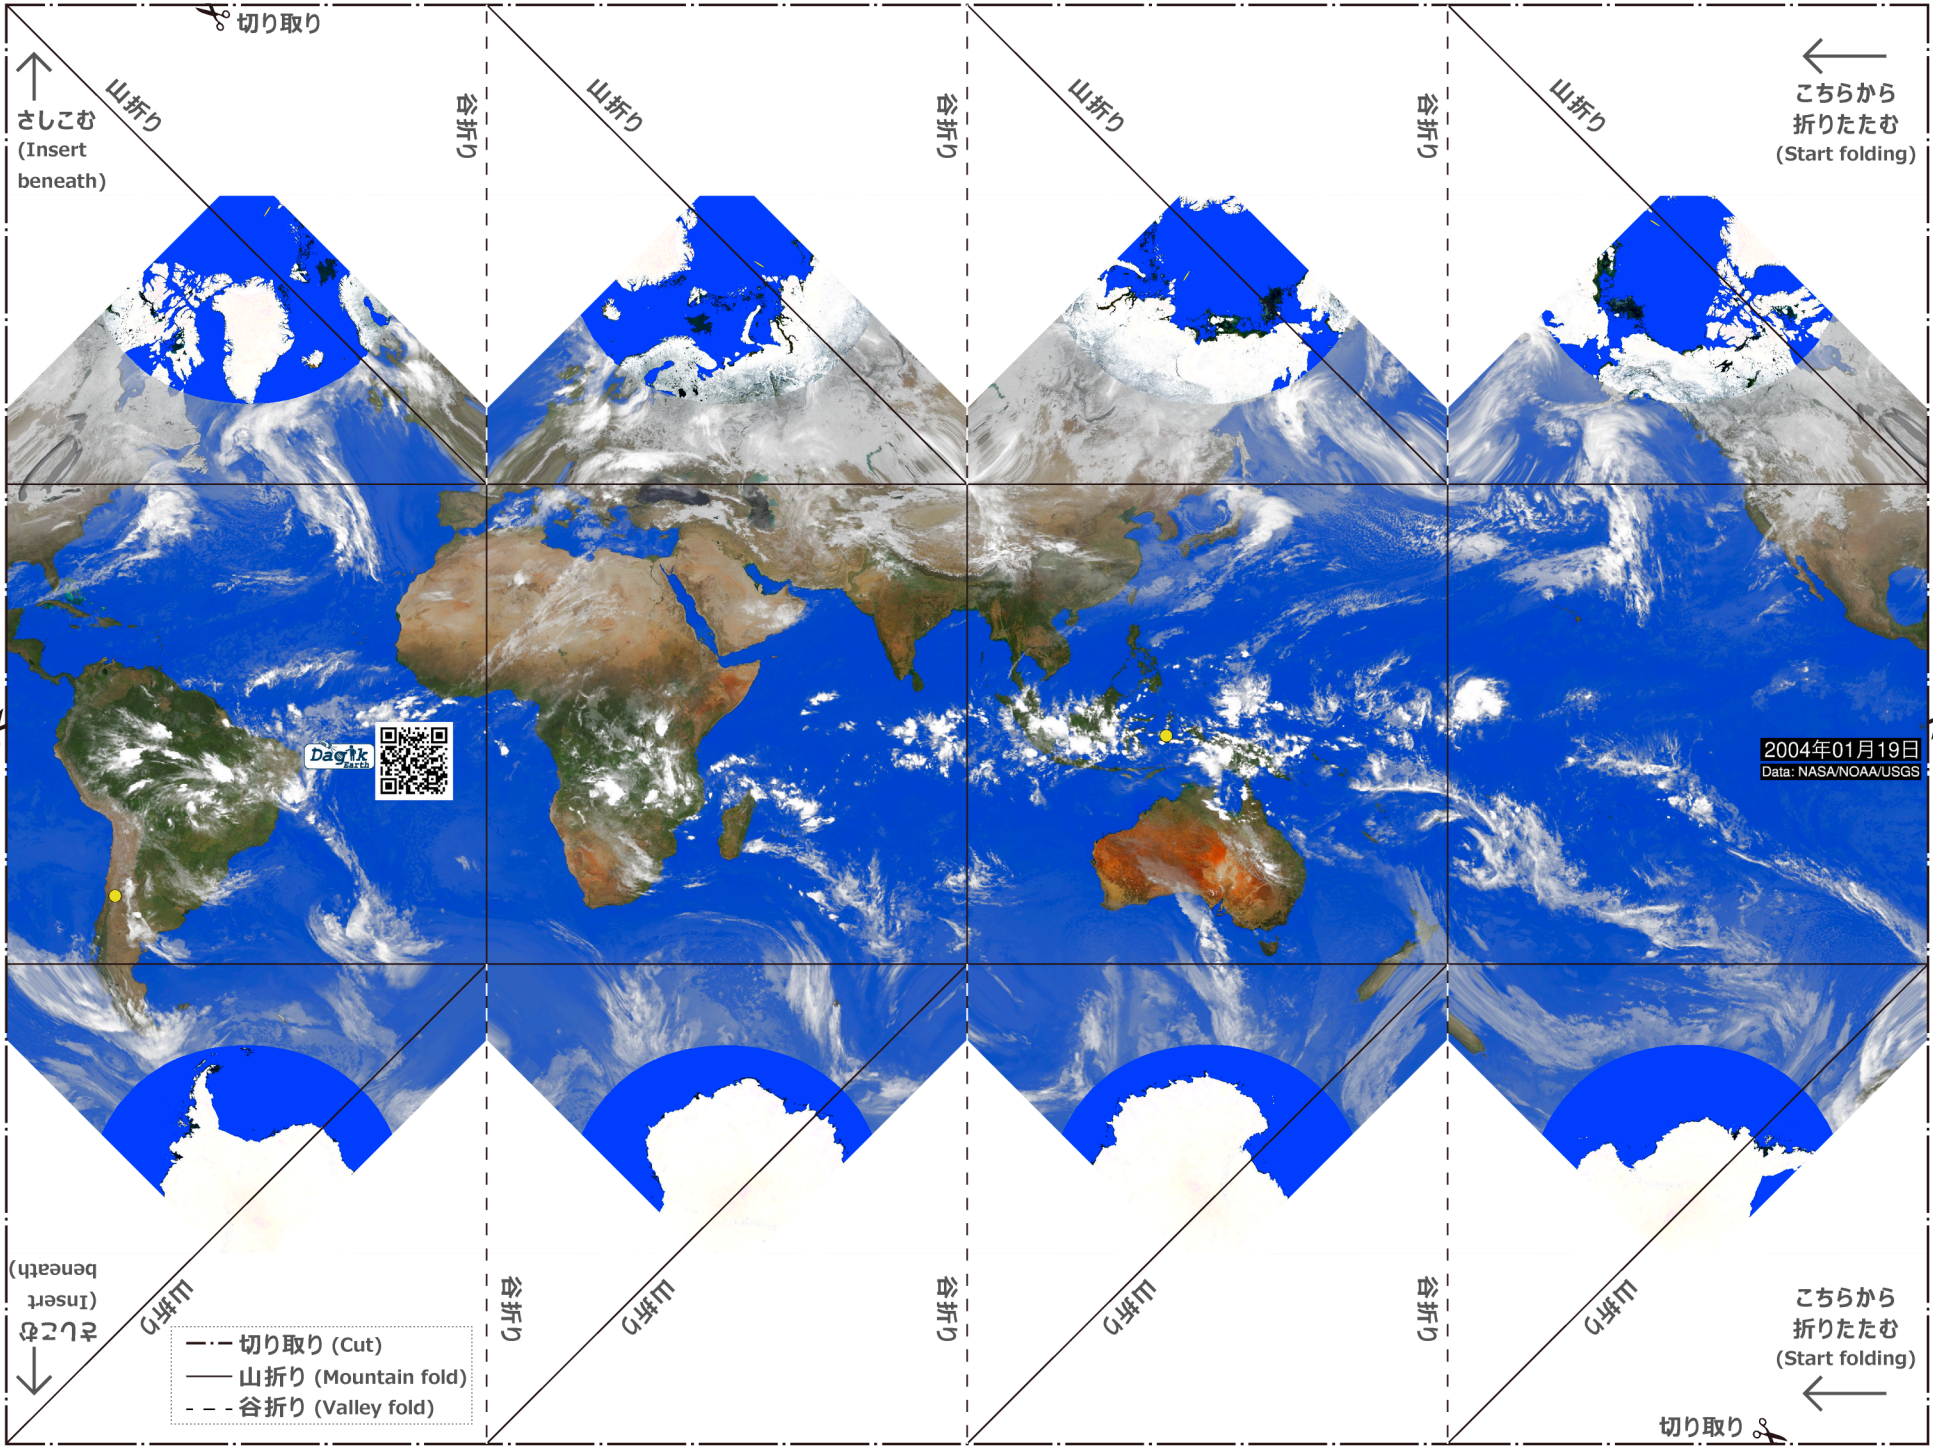 切り取り
山折り
谷折り
山折り
谷折り
山折り
谷折り
山折り
さしこむ
(Insert
beneath)
こちらから
折りたたむ
(Start folding)
Dagik
Earth
2004年01月19日
Data: NASA/NOAA/USGS
さしこむ
(Insert
beneath)
山折り
谷折り
山折り
谷折り
山折り
谷折り
山折り
切り取り (Cut)
山折り (Mountain fold)
谷折り (Valley fold)
こちらから
折りたたむ
(Start folding)
切り取り